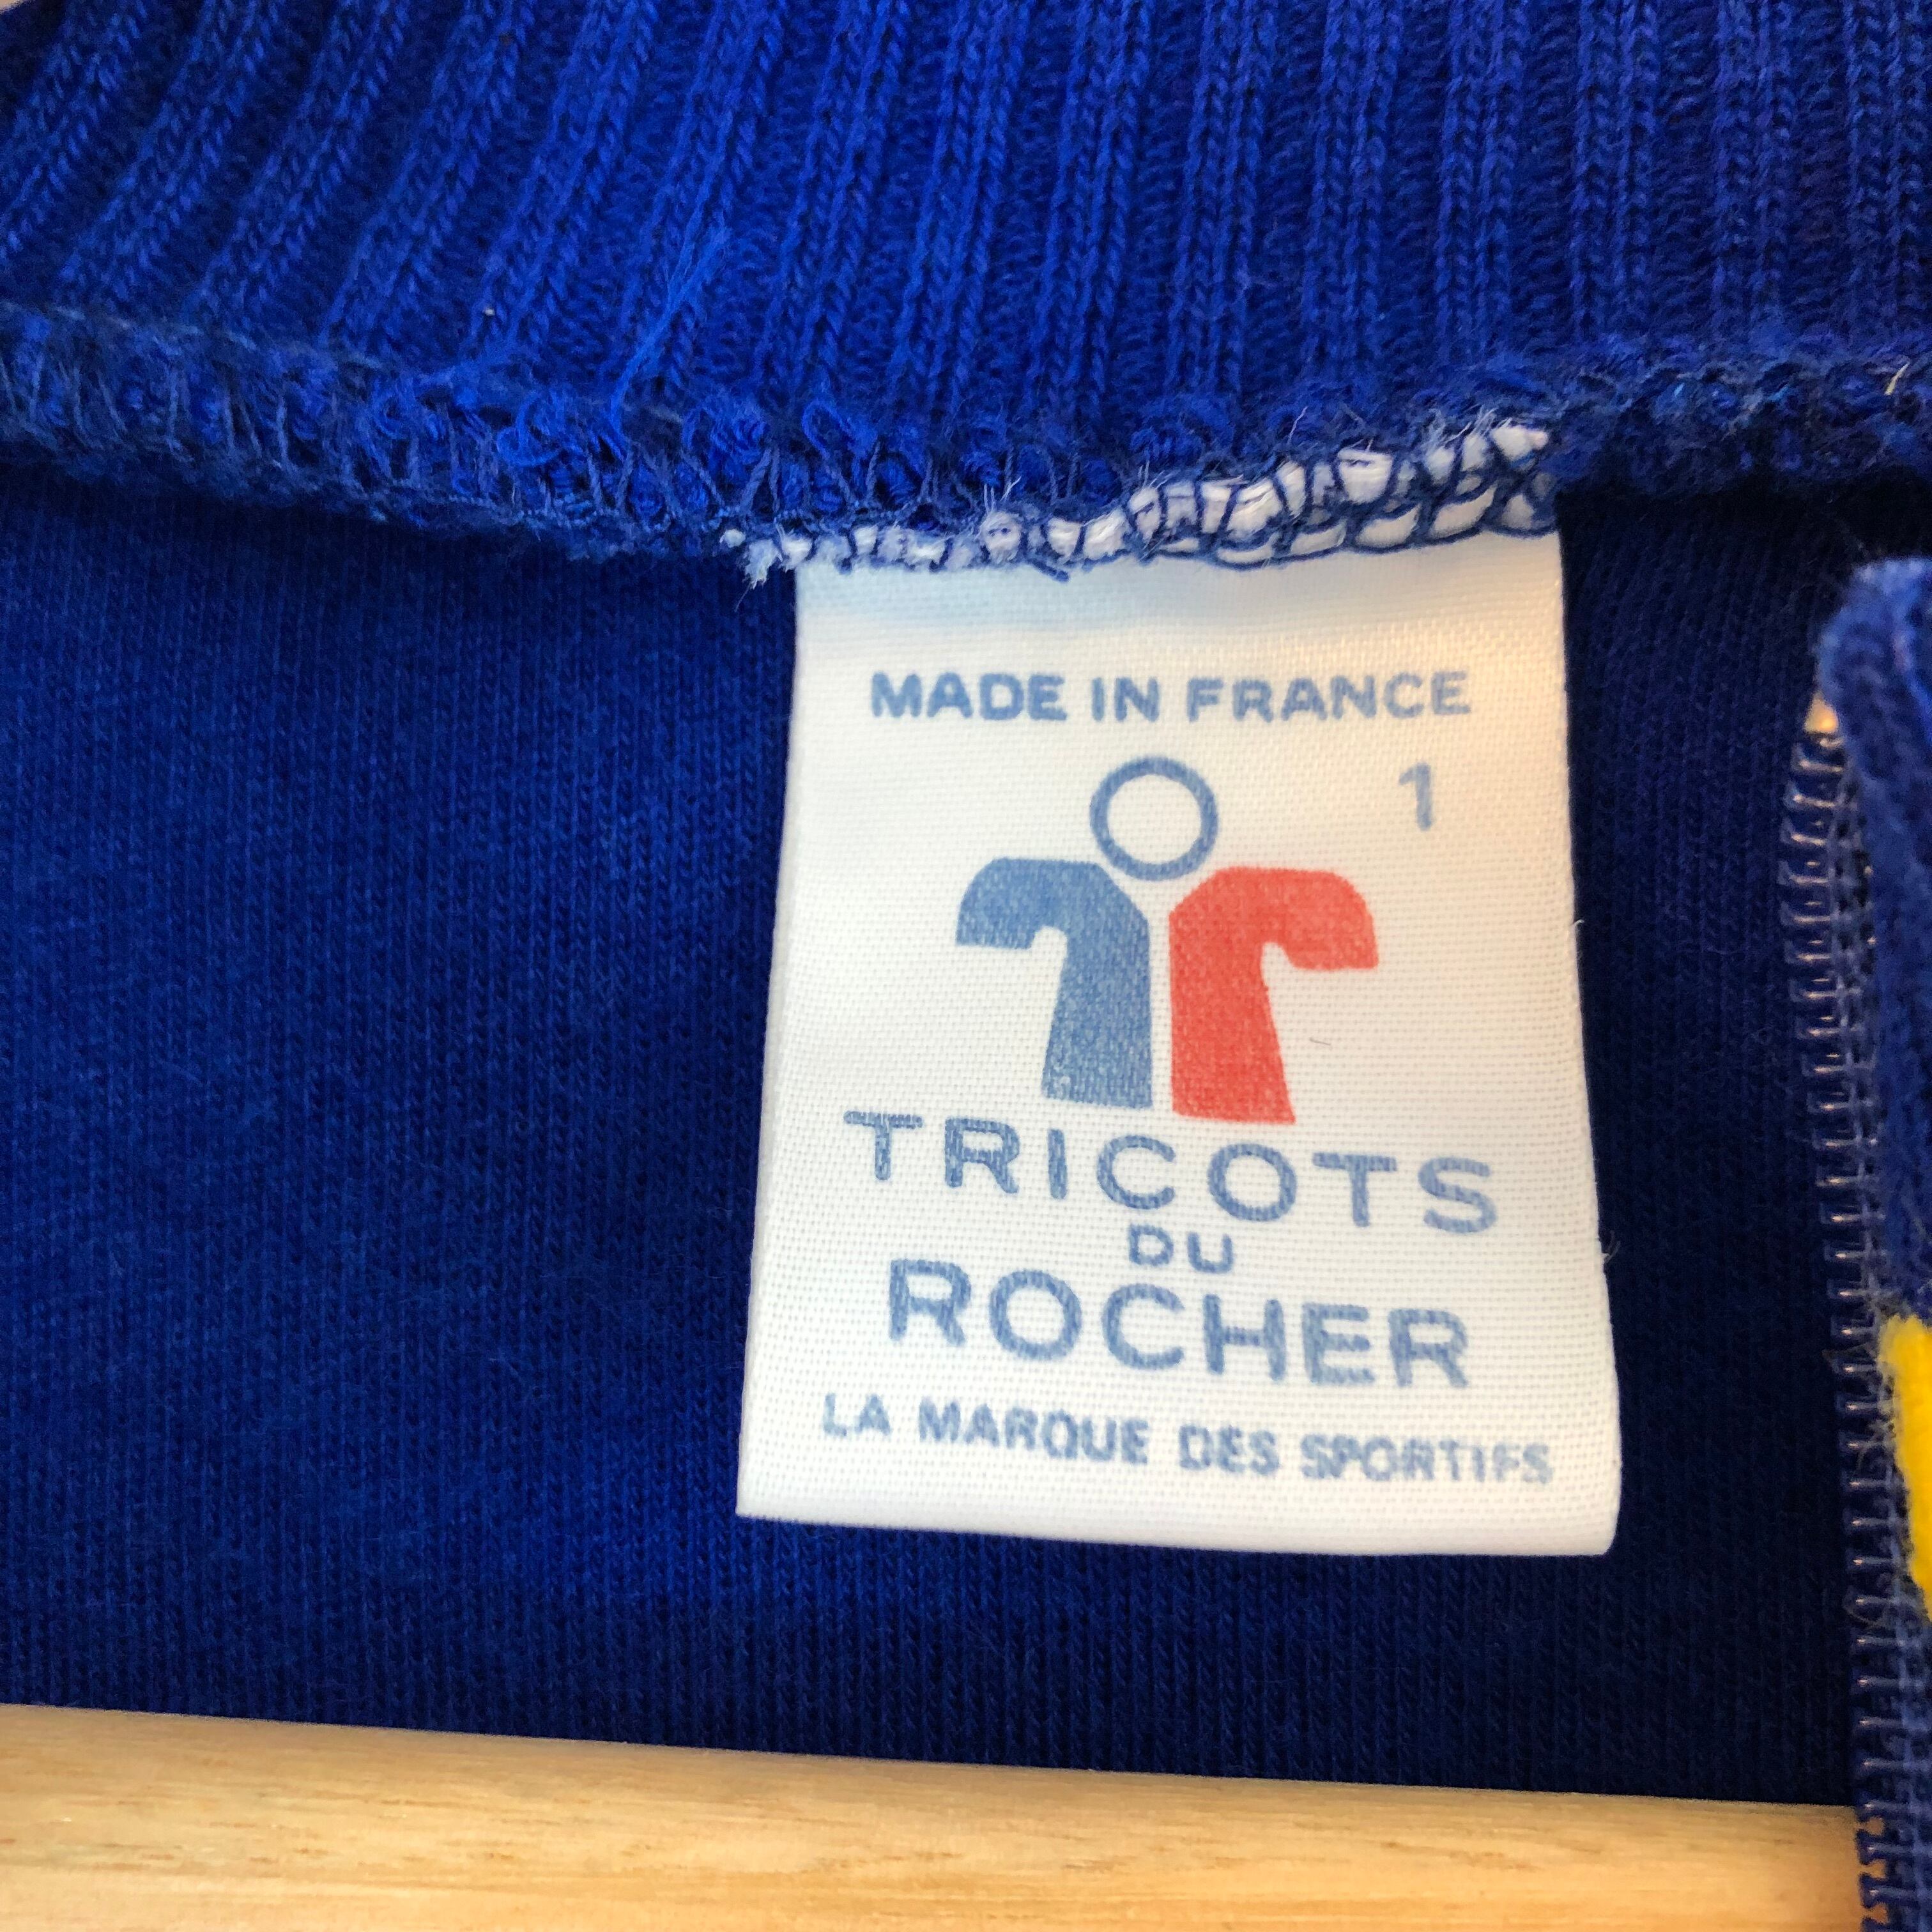 MADE IN FRANCE
1
TRICOTS
DU
ROCHER
LA MARQUE DES SPORTIFS